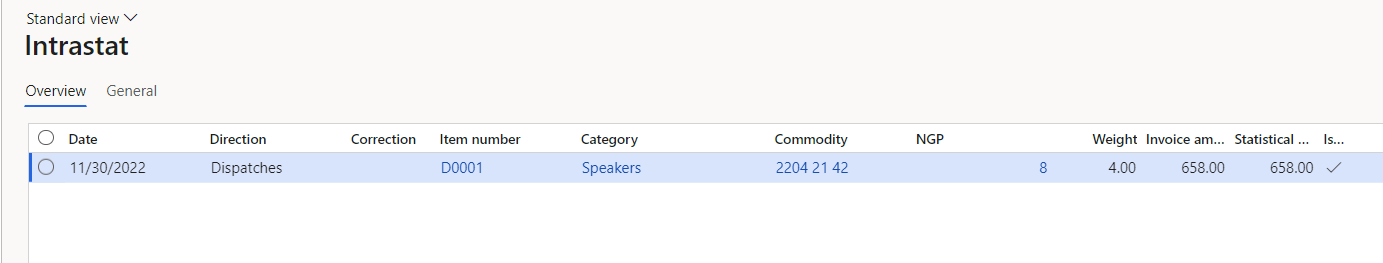 Standard view
Intrastat
Overview General
Date Direction Correction Item number Category Commodity NGP Weight Invoice am... Statistical ... Is...
11/30/2022 Dispatches D0001 Speakers 2204 21 42 8 4.00 658.00 658.00